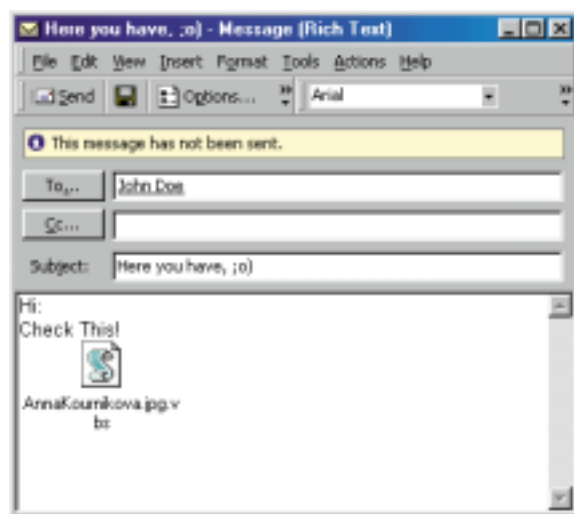 Here you have, ;o) - Message (Rich Text)
File Edit View Insert Format Tools Actions Help
Send Options... Arial
This message has not been sent.
To... John Doe
Cc...
Subject: Here you have, ;o)
Hi:
Check This!
AnnaKournikova.jpg.v
bs